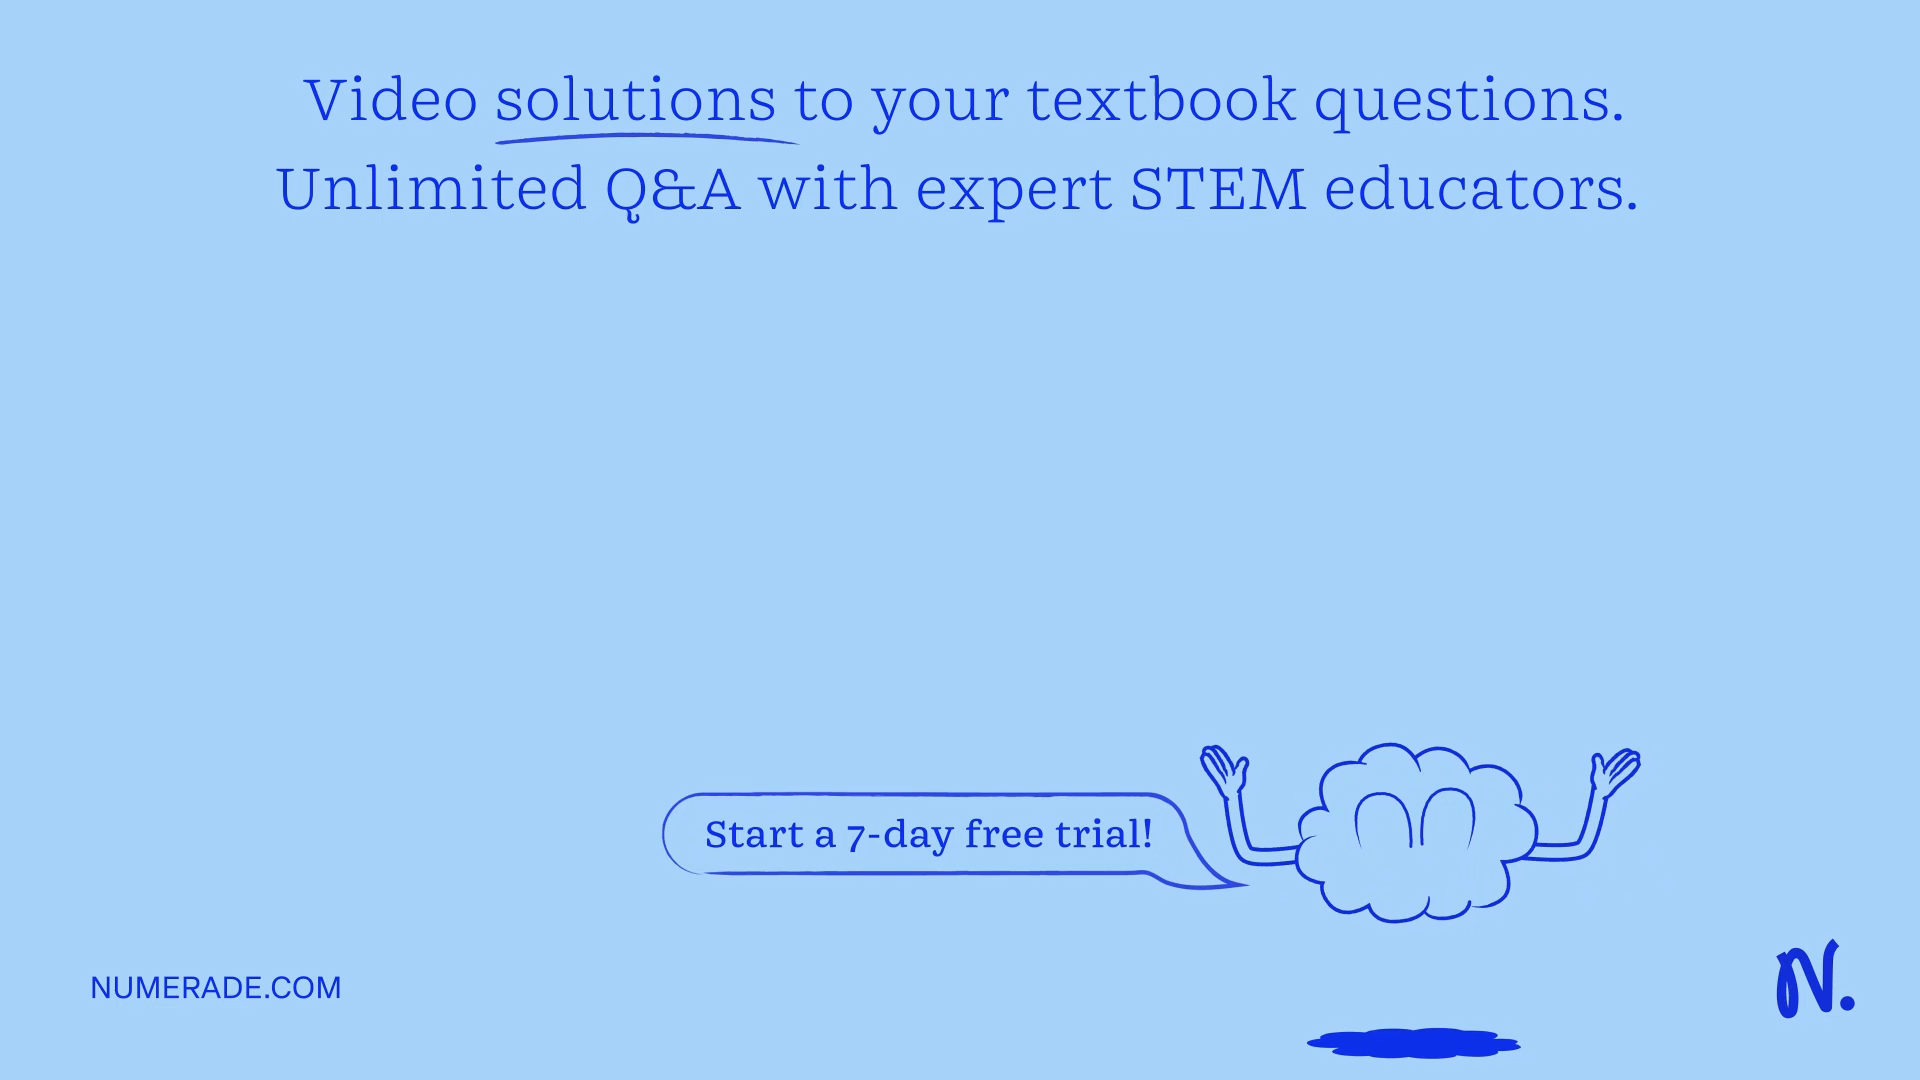 Video solutions to your textbook questions.
Unlimited Q&A with expert STEM educators.
Start a 7-day free trial!
NUMERADE.COM
N.